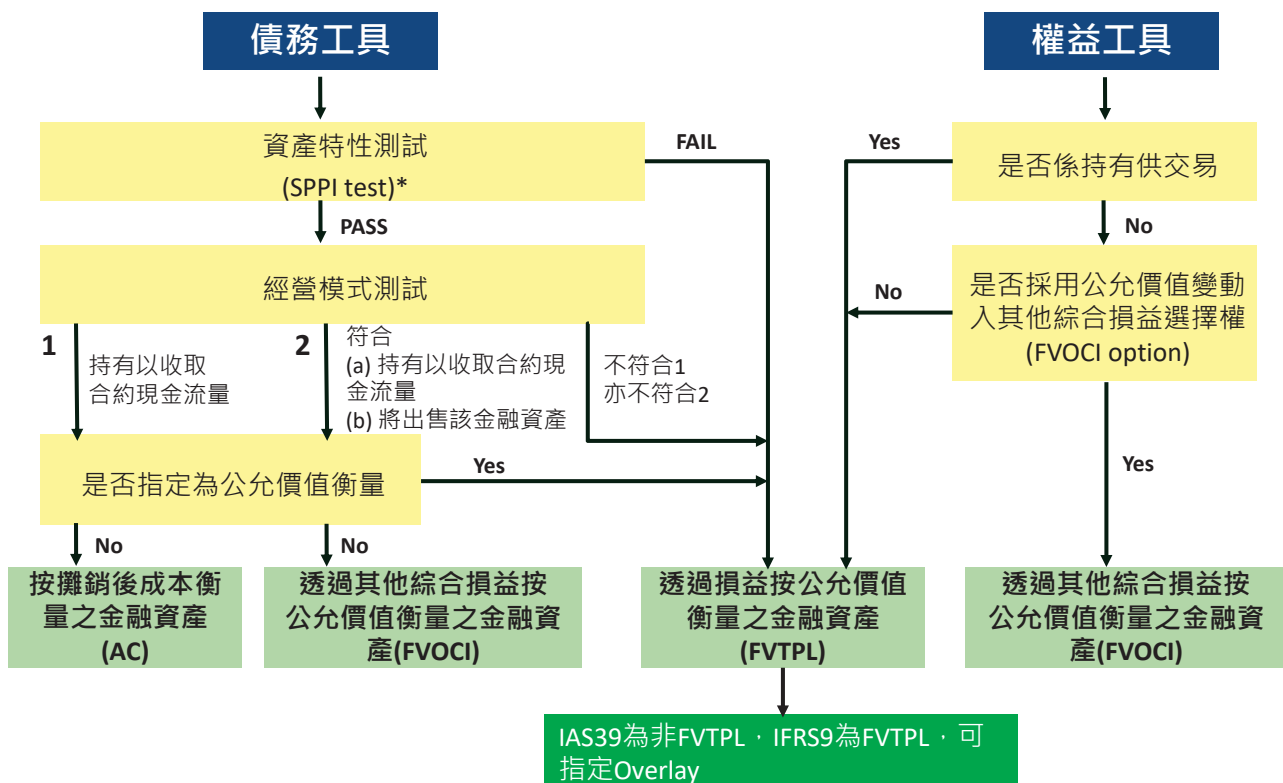 債務工具
權益工具
資產特性測試
(SPPI test)*
FAIL
Yes
是否係持有供交易
PASS
No
經營模式測試
No
是否採用公允價值變動
入其他綜合損益選擇權
(FVOCI option)
1
持有以收取
合約現金流量
2
符合
(a) 持有以收取合約現
金流量
(b) 將出售該金融資產
不符合1
亦不符合2
是否指定為公允價值衡量
Yes
Yes
No
No
按攤銷後成本衡
量之金融資產
(AC)
透過其他綜合損益按
公允價值衡量之金融資
產(FVOCI)
透過損益按公允價值
衡量之金融資產
(FVTPL)
透過其他綜合損益按
公允價值衡量之金融資
產(FVOCI)
IAS39為非FVTPL，IFRS9為FVTPL，可
指定Overlay